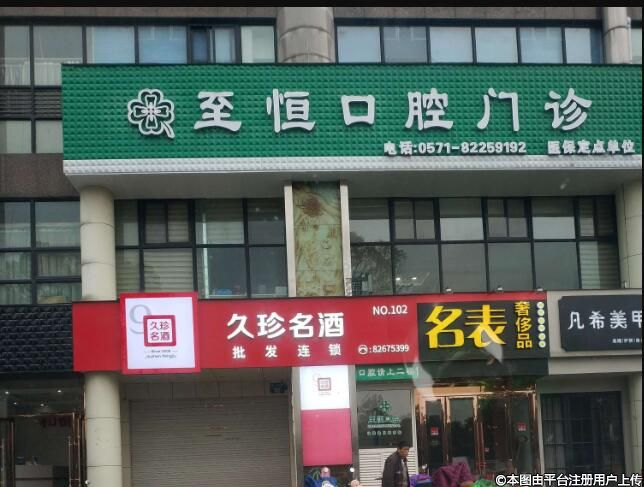 至恒口腔门诊
电话:0571-82259192 医保定点单位
久珍名酒
久珍名酒
NO.102
批发连锁
82675399
名表
奢侈品
凡希美甲
口腔诊上二楼
©本图由平台注册用户上传